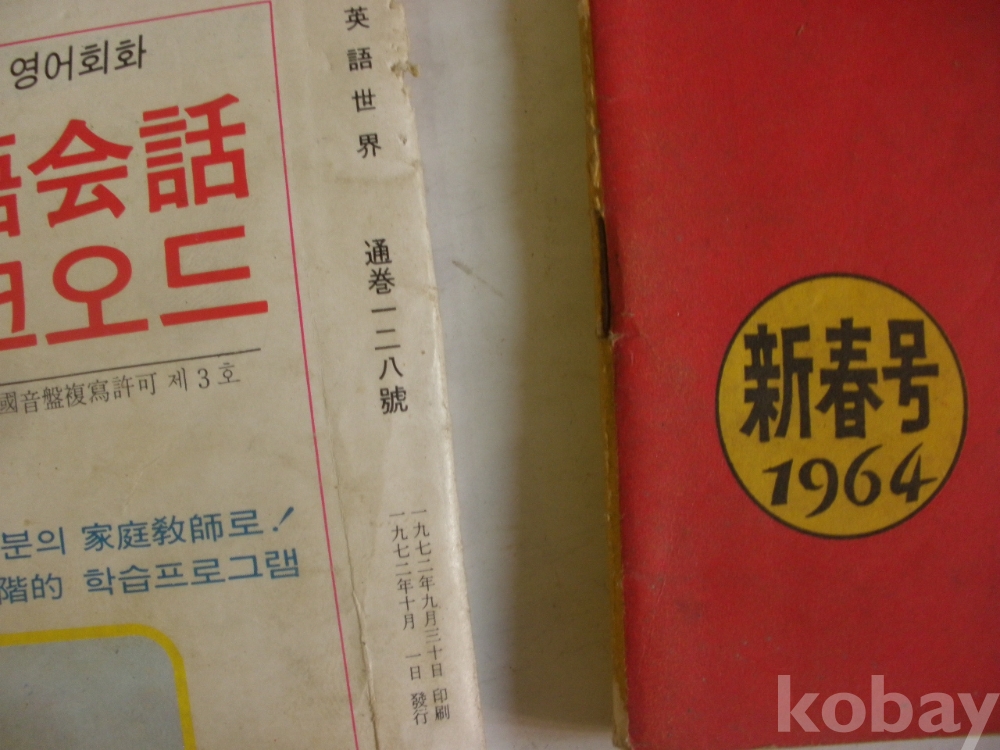 영어회화
会話
코오드
國音盤複寫許可 제 3 호
분의 家庭敎師로!
階的 학습프로그램
英語世界 通巻一二八號
一九七二年九月三十日 印刷
一九七二年十月 一日 發行
新春号
1964
kobay